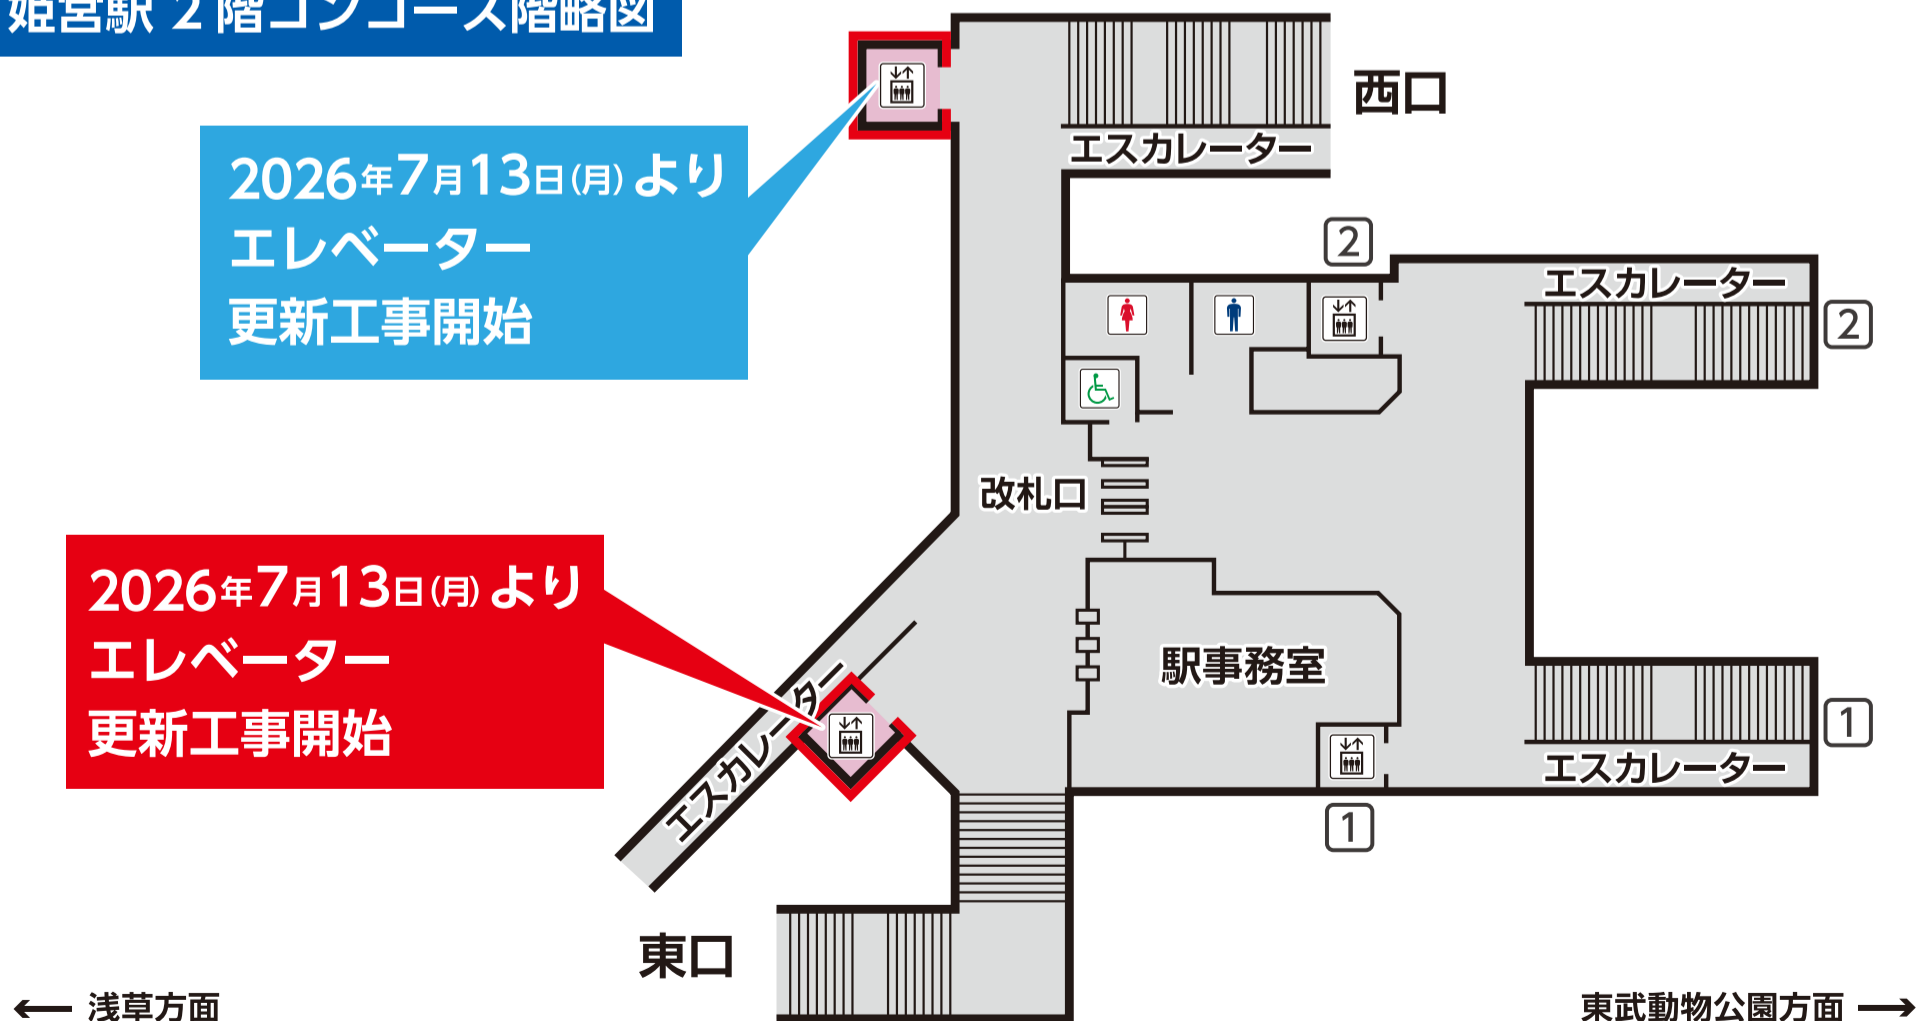 姫宮駅 2階コンコース階略図
西口
エスカレーター
2026年7月13日(月)より
エレベーター
更新工事開始
2
エスカレーター
2
改札口
2026年7月13日(月)より
エレベーター
更新工事開始
駅事務室
エスカレーター
1
エスカレーター
1
東口
← 浅草方面
東武動物公園方面 →